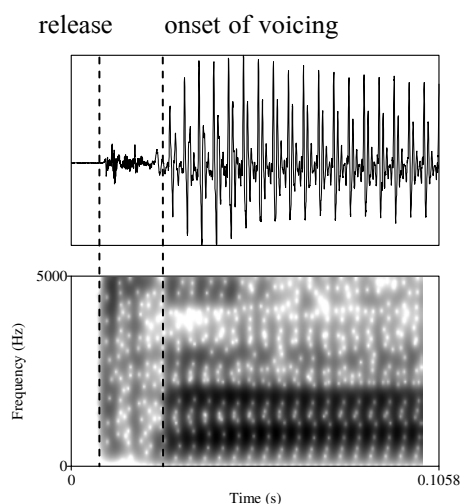 release onset of voicing
5000
Frequency (Hz)
0
0 0.1058
Time (s)